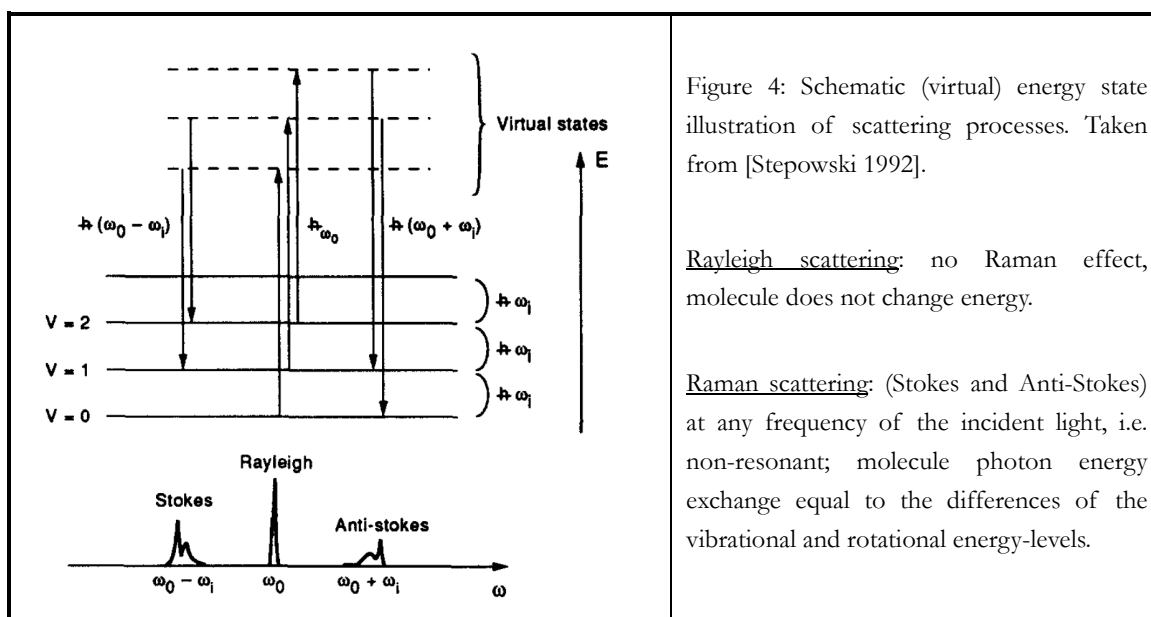 Virtual states
E
ħ (ω₀ − ωᵢ)
ħω₀
ħ (ω₀ + ωᵢ)
ħ ωᵢ
V = 2
ħ ωᵢ
V = 1
ħ ωᵢ
V = 0
Rayleigh
Stokes
Anti-stokes
ω₀ − ωᵢ
ω₀
ω₀ + ωᵢ
ω
Figure 4: Schematic (virtual) energy state
illustration of scattering processes. Taken
from [Stepowski 1992].
Rayleigh scattering: no Raman effect,
molecule does not change energy.
Raman scattering: (Stokes and Anti-Stokes)
at any frequency of the incident light, i.e.
non-resonant; molecule photon energy
exchange equal to the differences of the
vibrational and rotational energy-levels.